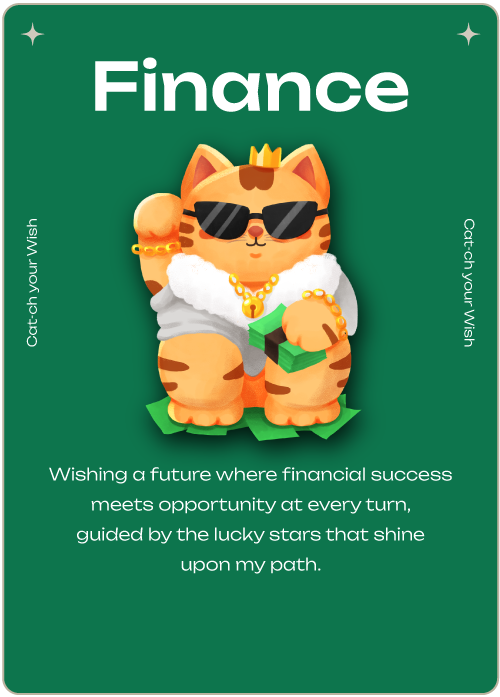 Finance
Cat·ch your Wish
Cat·ch your Wish
Wishing a future where financial success
meets opportunity at every turn,
guided by the lucky stars that shine
upon my path.